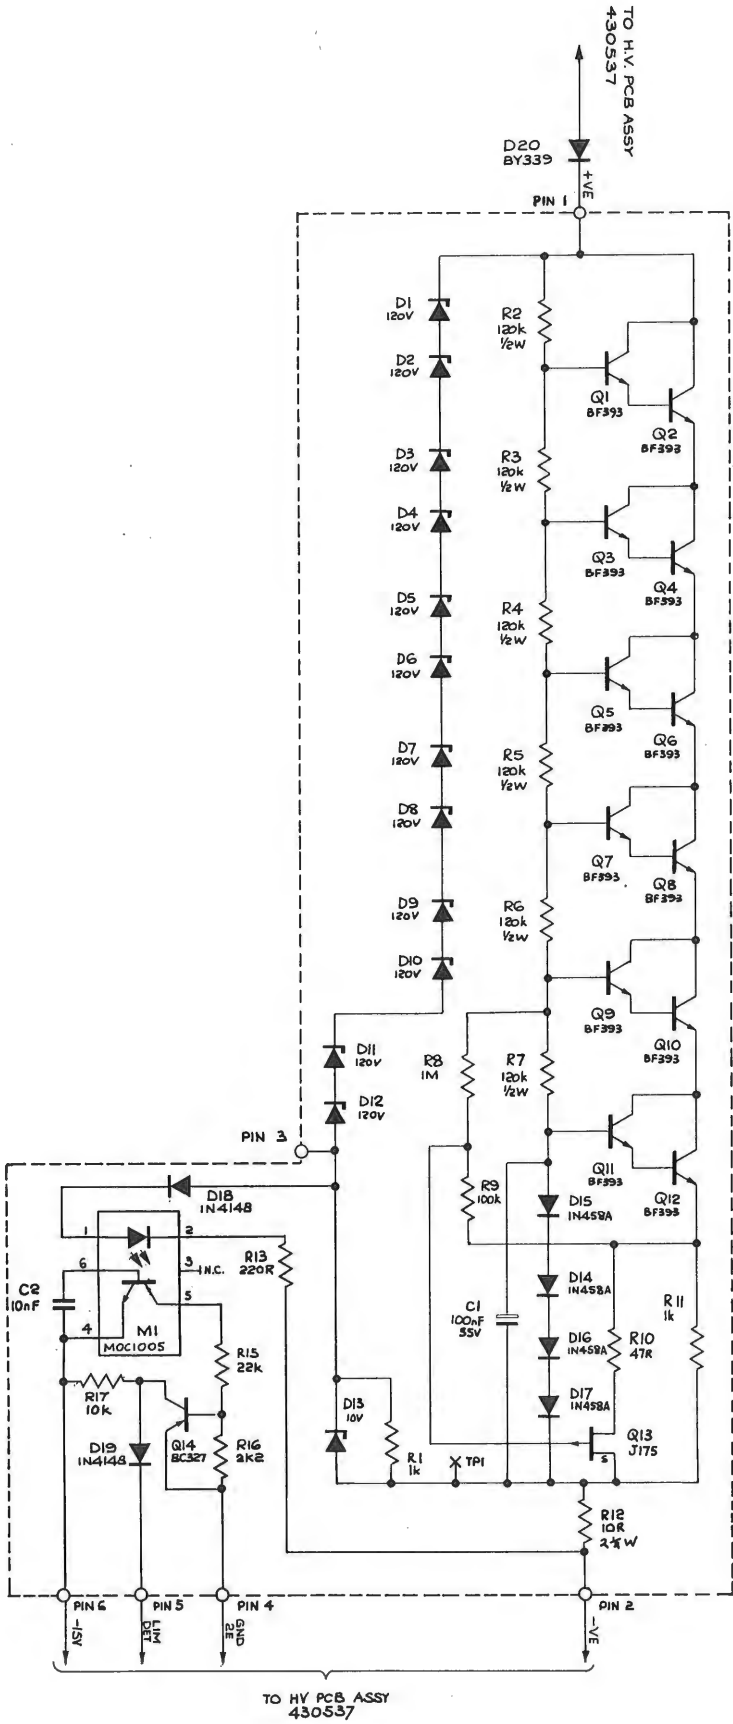 TO H.V. PCB ASSY
430537
D20
BY339
+VE
PIN 1
D1
120V
R2
120k
½W
D2
120V
Q1
BF393
Q2
BF393
D3
120V
R3
120k
½W
D4
120V
Q3
BF393
Q4
BF393
D5
120V
R4
120k
½W
D6
120V
Q5
BF393
Q6
BF393
D7
120V
R5
120k
½W
D8
120V
Q7
BF393
Q8
BF393
D9
120V
R6
120k
½W
D10
120V
Q9
BF393
Q10
BF393
D11
120V
R8
1M
R7
120k
½W
D12
120V
PIN 3
Q11
BF393
Q12
BF393
D18
1N4148
R9
100k
D15
1N458A
1
2
6
3
N.C.
5
4
M1
MOC1005
C2
10nF
R13
220R
C1
100nF
35V
D14
1N458A
D16
1N458A
D17
1N458A
R10
47R
R11
1k
R15
22k
R17
10k
D13
10V
R1
1k
TP1
Q13
J175
S
D19
1N4148
Q14
BC327
R16
2K2
R12
10R
PIN 6
PIN 5
PIN 4
PIN 2
-15V
LIM
DET
GND
2E
-VE
TO HV PCB ASSY
430537